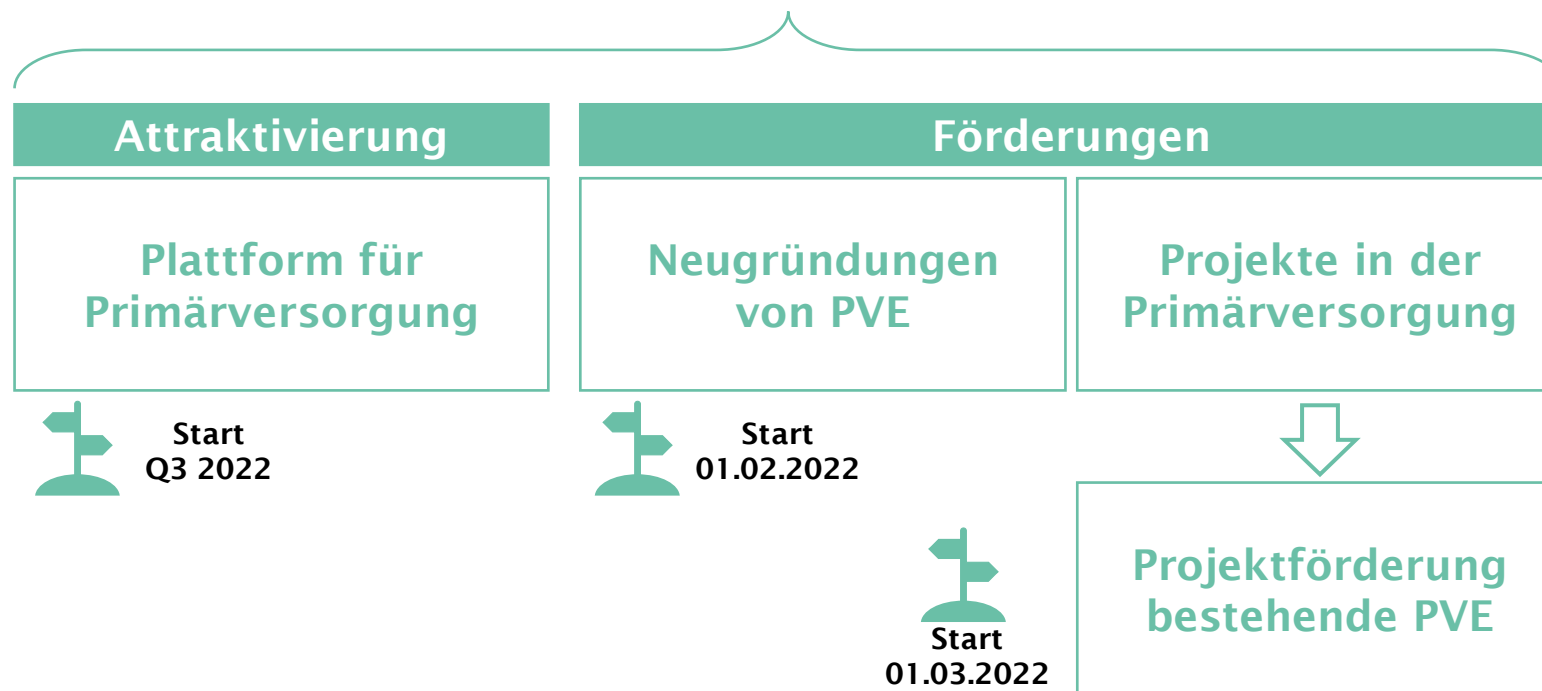 Attraktivierung
Förderungen
Plattform für
Primärversorgung
Neugründungen
von PVE
Projekte in der
Primärversorgung
Start
Q3 2022
Start
01.02.2022
Projektförderung
bestehende PVE
Start
01.03.2022